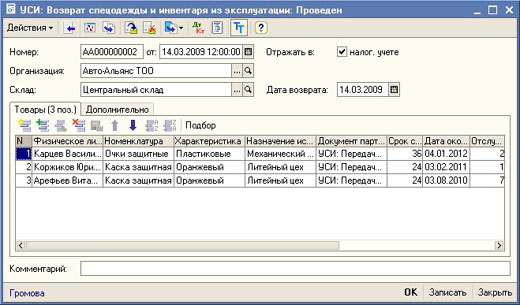 УСИ: Возврат спецодежды и инвентаря из эксплуатации: Проведен
Действия
Номер: АА000000002 от: 14.03.2009 12:00:00 Отражать в: налог. учете
Организация: Авто-Альянс ТОО
Склад: Центральный склад Дата возврата: 14.03.2009
Товары (3 поз.) Дополнительно
Подбор
N Физическое ли... Номенклатура Характеристика Назначение ис... Документ парт... Срок с... Дата око... Отслу...
1 Карцев Васили... Очки защитные Пластиковые Механический ... УСИ: Передач... 36 04.01.2012 2
2 Коржиков Юри... Каска защитная Оранжевый Литейный цех УСИ: Передач... 24 03.02.2011 1
3 Арефьев Вита... Каска защитная Оранжевый Литейный цех УСИ: Передач... 24 03.08.2010 7
Комментарий:
Громова OK Записать Закрыть